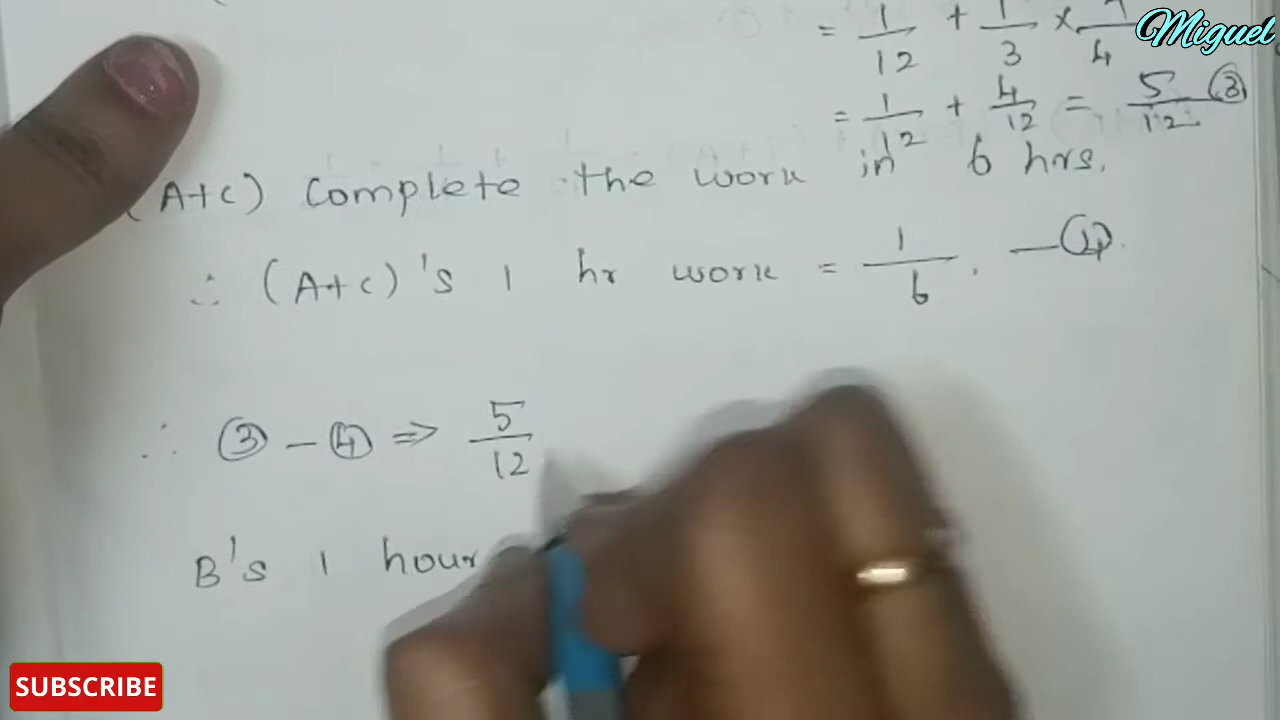 = 1/12 + 1/3 × /4
Miguel
= 1/12 + 4/12 = 5/12 ③
(A+C) Complete the work in 6 hrs.
∴ (A+C)'s 1 hr work = 1/6. —④
∴ ③ - ④ ⇒ 5/12
B's 1 hour
SUBSCRIBE